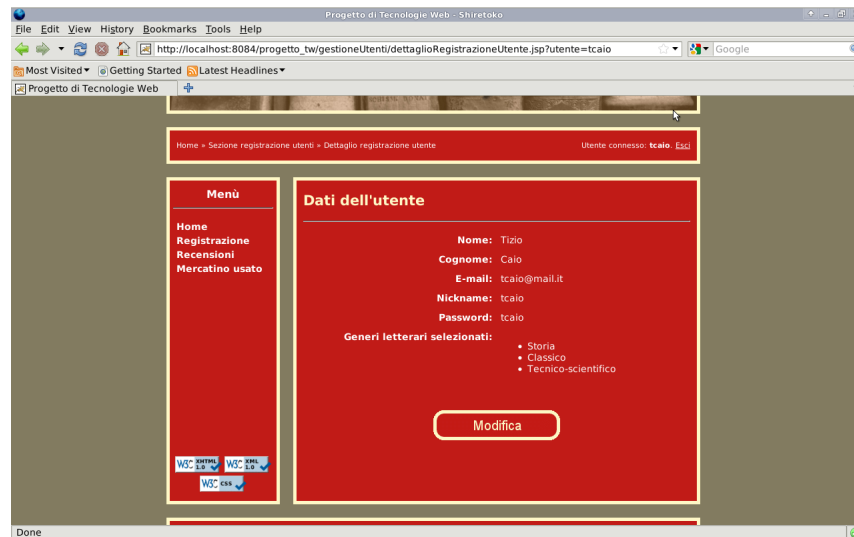 Progetto di Tecnologie Web - Shiretoko
File Edit View History Bookmarks Tools Help
http://localhost:8084/progetto_tw/gestioneUtenti/dettaglioRegistrazioneUtente.jsp?utente=tcaio
Google
Most Visited Getting Started Latest Headlines
Progetto di Tecnologie Web
Home » Sezione registrazione utenti » Dettaglio registrazione utente
Utente connesso: tcaio. Esci
Menù
Home
Registrazione
Recensioni
Mercatino usato
W3C XHTML 1.0
W3C XML 1.0
W3C css
Dati dell'utente
Nome: Tizio
Cognome: Caio
E-mail: tcaio@mail.it
Nickname: tcaio
Password: tcaio
Generi letterari selezionati:
• Storia
• Classico
• Tecnico-scientifico
Modifica
Done